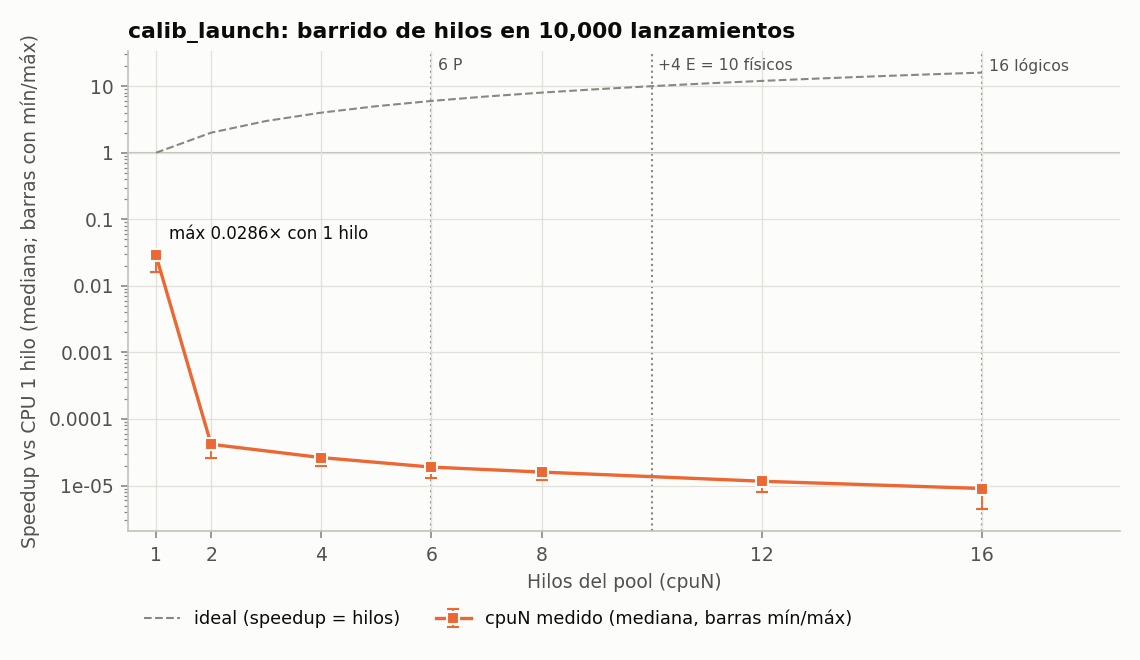 calib_launch: barrido de hilos en 10,000 lanzamientos
Speedup vs CPU 1 hilo (mediana; barras con mín/máx)
6 P
+4 E = 10 físicos
16 lógicos
10
1
0.1
0.01
0.001
0.0001
1e-05
máx 0.0286× con 1 hilo
1 2 4 6 8 12 16
Hilos del pool (cpuN)
ideal (speedup = hilos)
cpuN medido (mediana, barras mín/máx)